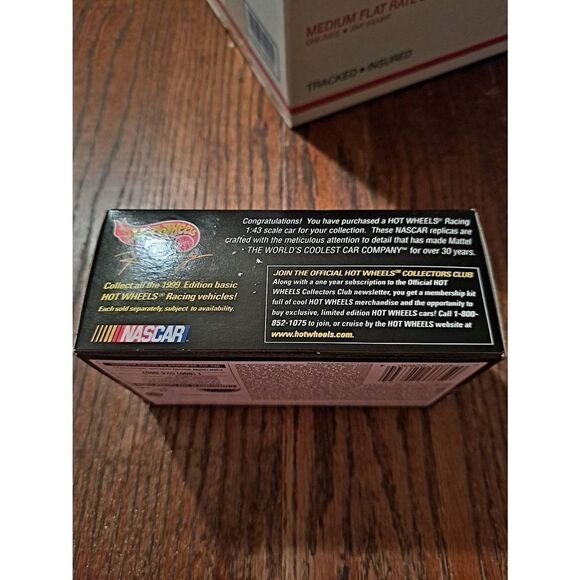 MEDIUM FLAT RATE
ONE RATE ★ ANY WEIGHT
TRACKED ★ INSURED
Hot Wheels
Congratulations! You have purchased a HOT WHEELS® Racing
1:43 scale car for your collection. These NASCAR replicas are
crafted with the meticulous attention to detail that has made Mattel
THE WORLD'S COOLEST CAR COMPANY™ for over 30 years.
Collect all the 1999 Edition basic
HOT WHEELS® Racing vehicles!
Each sold separately, subject to availability.
NASCAR
JOIN THE OFFICIAL HOT WHEELS℠ COLLECTORS CLUB!
Along with a one year subscription to the Official HOT
WHEELS Collectors Club newsletter, you get a membership kit
full of cool HOT WHEELS merchandise and the opportunity to
buy exclusive, limited edition HOT WHEELS cars! Call 1-800-
852-1075 to join, or cruise by the HOT WHEELS website at
www.hotwheels.com.